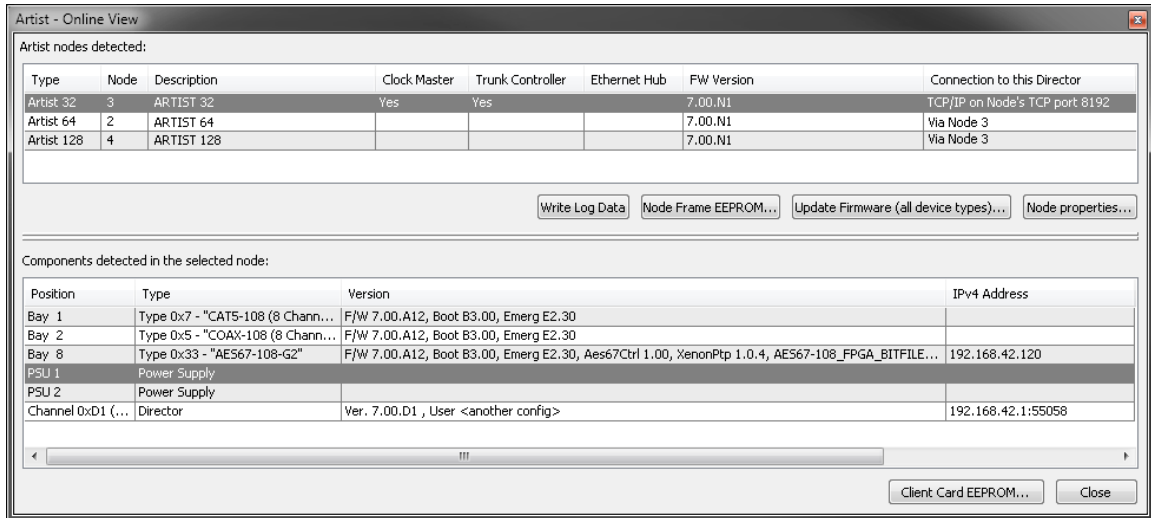 Artist - Online View
Artist nodes detected:
Type Node Description Clock Master Trunk Controller Ethernet Hub FW Version Connection to this Director
Artist 32 3 ARTIST 32 Yes Yes 7.00.N1 TCP/IP on Node's TCP port 8192
Artist 64 2 ARTIST 64 7.00.N1 Via Node 3
Artist 128 4 ARTIST 128 7.00.N1 Via Node 3
Write Log Data Node Frame EEPROM... Update Firmware (all device types)... Node properties...
Components detected in the selected node:
Position Type Version IPv4 Address
Bay 1 Type 0x7 - "CAT5-108 (8 Chann... F/W 7.00.A12, Boot B3.00, Emerg E2.30
Bay 2 Type 0x5 - "COAX-108 (8 Chann... F/W 7.00.A12, Boot B3.00, Emerg E2.30
Bay 8 Type 0x33 - "AES67-108-G2" F/W 7.00.A12, Boot B3.00, Emerg E2.30, Aes67Ctrl 1.00, XenonPtp 1.0.4, AES67-108_FPGA_BITFILE... 192.168.42.120
PSU 1 Power Supply
PSU 2 Power Supply
Channel 0xD1 (... Director Ver. 7.00.D1 , User <another config> 192.168.42.1:55058
Client Card EEPROM... Close